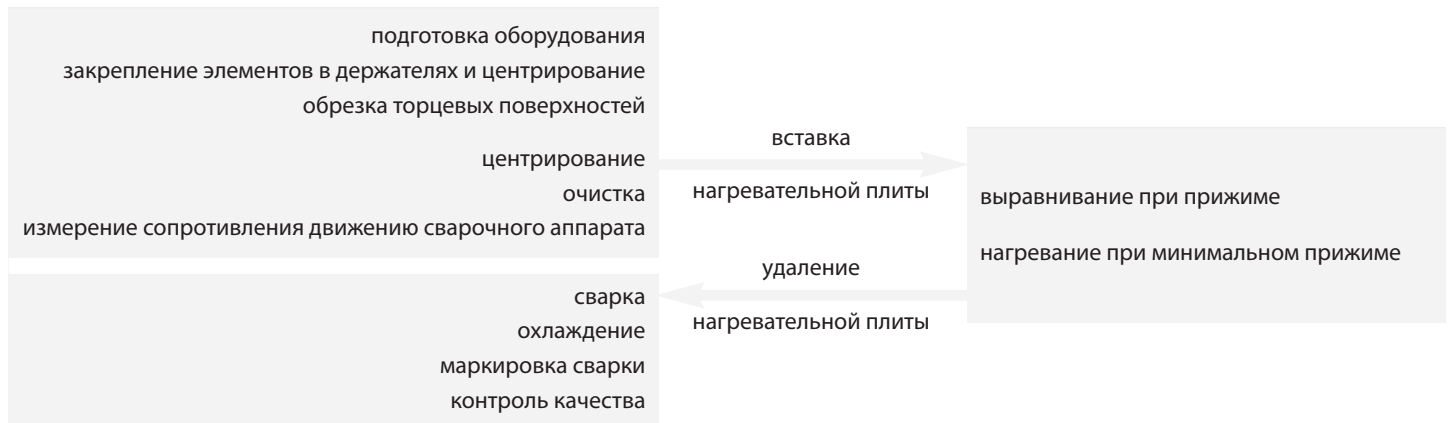 подготовка оборудования
закрепление элементов в держателях и центрирование
обрезка торцевых поверхностей
центрирование
очистка
измерение сопротивления движению сварочного аппарата
вставка
нагревательной плиты
выравнивание при прижиме
нагревание при минимальном прижиме
удаление
нагревательной плиты
сварка
охлаждение
маркировка сварки
контроль качества